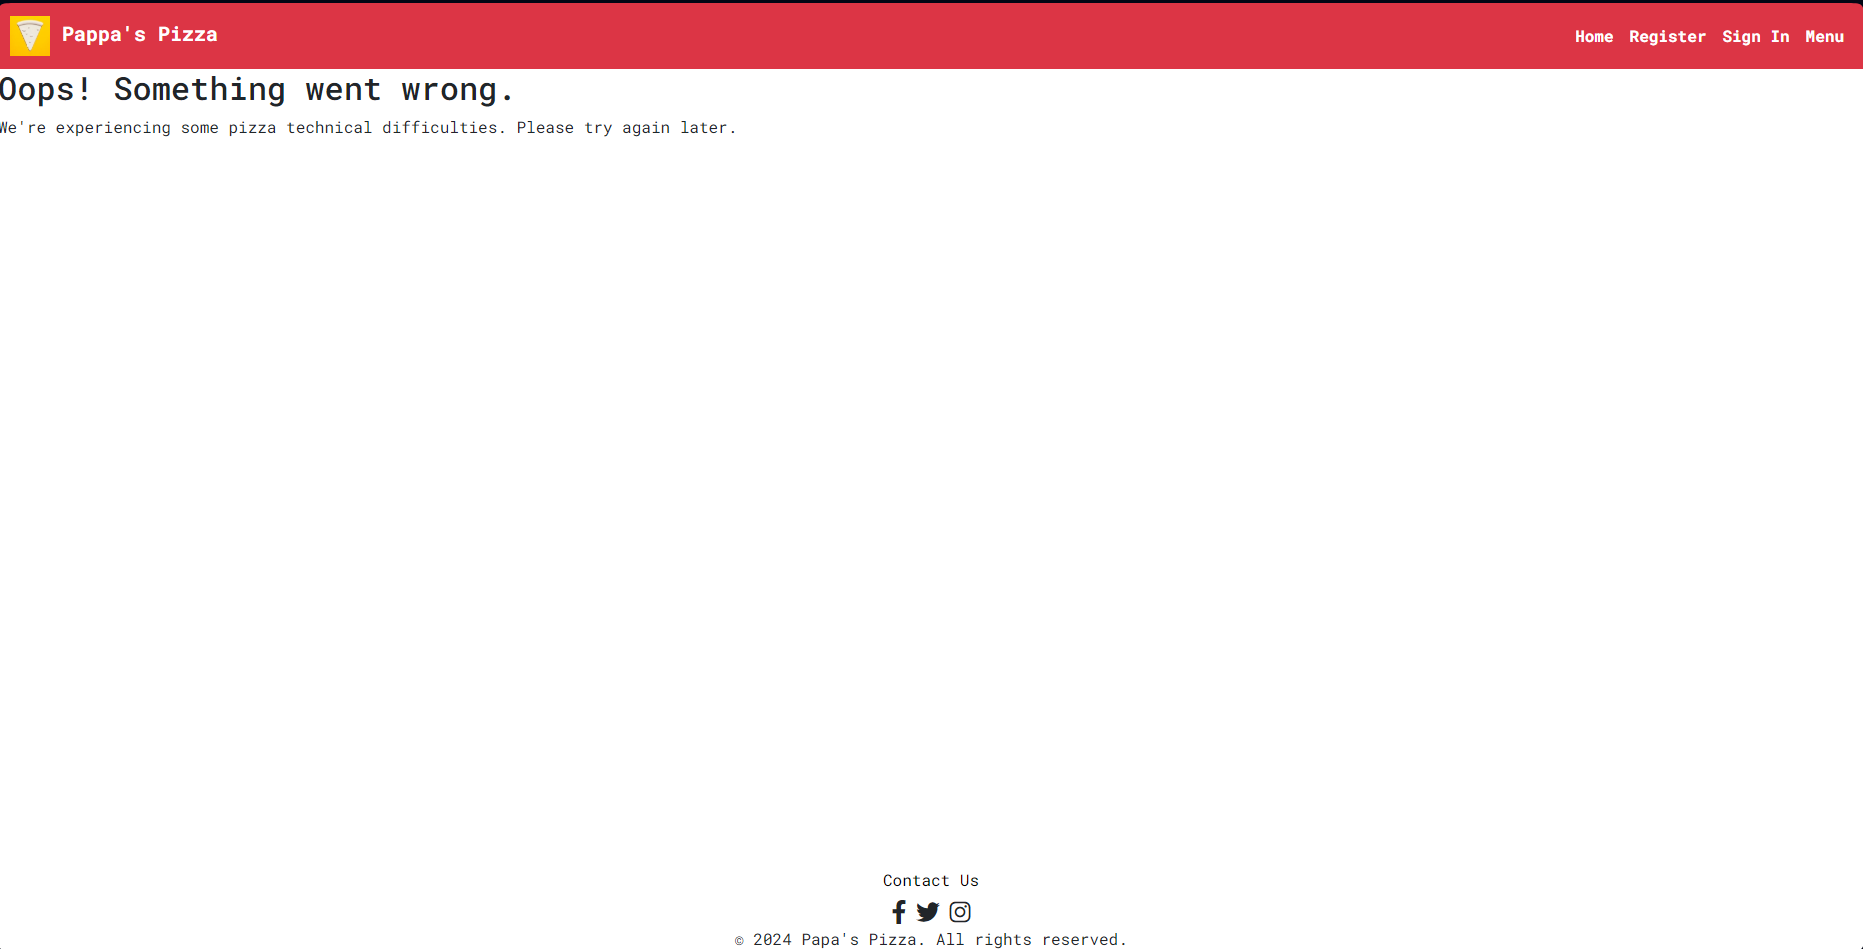 Pappa's Pizza
Home Register Sign In Menu
Oops! Something went wrong.
We're experiencing some pizza technical difficulties. Please try again later.
Contact Us
© 2024 Papa's Pizza. All rights reserved.